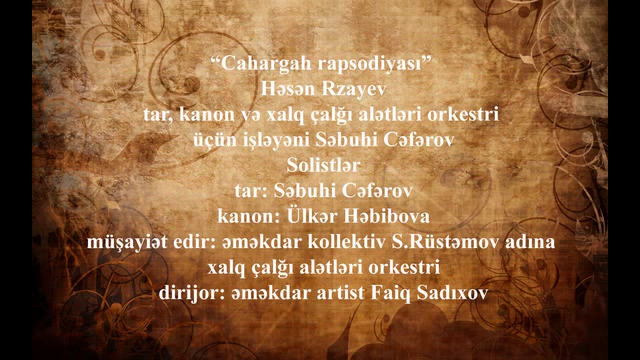 “Cahargah rapsodiyası”
Həsən Rzayev
tar, kanon və xalq çalğı alətləri orkestri
üçün işləyəni Səbuhi Cəfərov
Solistlər
tar: Səbuhi Cəfərov
kanon: Ülkər Həbibova
müşayiət edir: əməkdar kollektiv S.Rüstəmov adına
xalq çalğı alətləri orkestri
dirijor: əməkdar artist Faiq Sadıxov